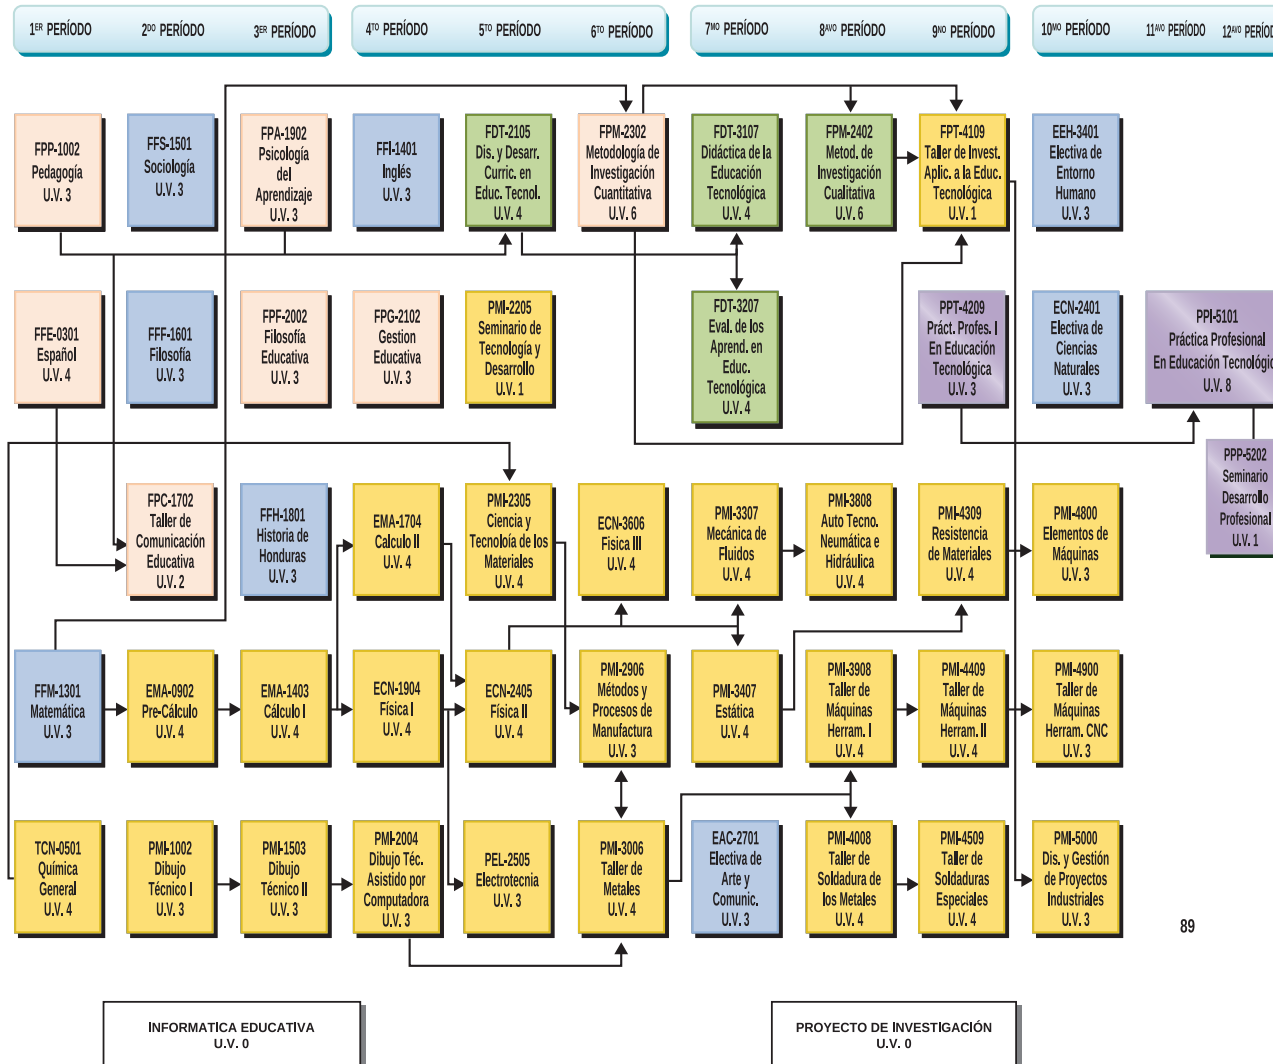 1ER PERÍODO
2DO PERÍODO
3ER PERÍODO
4TO PERÍODO
5TO PERÍODO
6TO PERÍODO
7MO PERÍODO
8AVO PERÍODO
9NO PERÍODO
10MO PERÍODO
11AVO PERÍODO
12AVO PERÍOD
FPP-1002
Pedagogía
U.V. 3
FFS-1501
Sociología
U.V. 3
FPA-1902
Psicología
del
Aprendizaje
U.V. 3
FFI-1401
Inglés
U.V. 3
FDT-2105
Dis. y Desarr.
Curric. en
Educ. Tecnol.
U.V. 4
FPM-2302
Metodología de
Investigación
Cuantitativa
U.V. 6
FDT-3107
Didáctica de la
Educación
Tecnológica
U.V. 4
FPM-2402
Metod. de
Investigación
Cualitativa
U.V. 6
FPT-4109
Taller de Invest.
Aplic. a la Educ.
Tecnológica
U.V. 1
EEH-3401
Electiva de
Entorno
Humano
U.V. 3
FFE-0301
Español
U.V. 4
FFF-1601
Filosofía
U.V. 3
FPF-2002
Filosofía
Educativa
U.V. 3
FPG-2102
Gestion
Educativa
U.V. 3
PMI-2205
Seminario de
Tecnología y
Desarrollo
U.V. 1
FDT-3207
Eval. de los
Aprend. en
Educ.
Tecnológica
U.V. 4
PPT-4209
Práct. Profes. I
En Educación
Tecnológica
U.V. 3
ECN-2401
Electiva de
Ciencias
Naturales
U.V. 3
PPI-5101
Práctica Profesional
En Educación Tecnológic
U.V. 8
PPP-5202
Seminario
Desarrollo
Profesional
U.V. 1
FPC-1702
Taller de
Comunicación
Educativa
U.V. 2
FFH-1801
Historia de
Honduras
U.V. 3
EMA-1704
Calculo II
U.V. 4
PMI-2305
Ciencia y
Tecnoloía de los
Materiales
U.V. 4
ECN-3606
Fisica III
U.V. 4
PMI-3307
Mecánica de
Fluidos
U.V. 4
PMI-3808
Auto Tecno.
Neumática e
Hidráulica
U.V. 4
PMI-4309
Resistencia
de Materiales
U.V. 4
PMI-4800
Elementos de
Máquinas
U.V. 3
FFM-1301
Matemática
U.V. 3
EMA-0902
Pre-Cálculo
U.V. 4
EMA-1403
Cálculo I
U.V. 4
ECN-1904
Física I
U.V. 4
ECN-2405
Física II
U.V. 4
PMI-2906
Métodos y
Procesos de
Manufactura
U.V. 3
PMI-3407
Estática
U.V. 4
PMI-3908
Taller de
Máquinas
Herram. I
U.V. 4
PMI-4409
Taller de
Máquinas
Herram. II
U.V. 4
PMI-4900
Taller de
Máquinas
Herram. CNC
U.V. 3
TCN-0501
Química
General
U.V. 4
PMI-1002
Dibujo
Técnico I
U.V. 3
PMI-1503
Dibujo
Técnico II
U.V. 3
PMI-2004
Dibujo Téc.
Asistido por
Computadora
U.V. 3
PEL-2505
Electrotecnia
U.V. 3
PMI-3006
Taller de
Metales
U.V. 4
EAC-2701
Electiva de
Arte y
Comunic.
U.V. 3
PMI-4008
Taller de
Soldadura de
los Metales
U.V. 4
PMI-4509
Taller de
Soldaduras
Especiales
U.V. 4
PMI-5000
Dis. y Gestión
de Proyectos
Industriales
U.V. 3
89
INFORMATICA EDUCATIVA
U.V. 0
PROYECTO DE INVESTIGACIÓN
U.V. 0